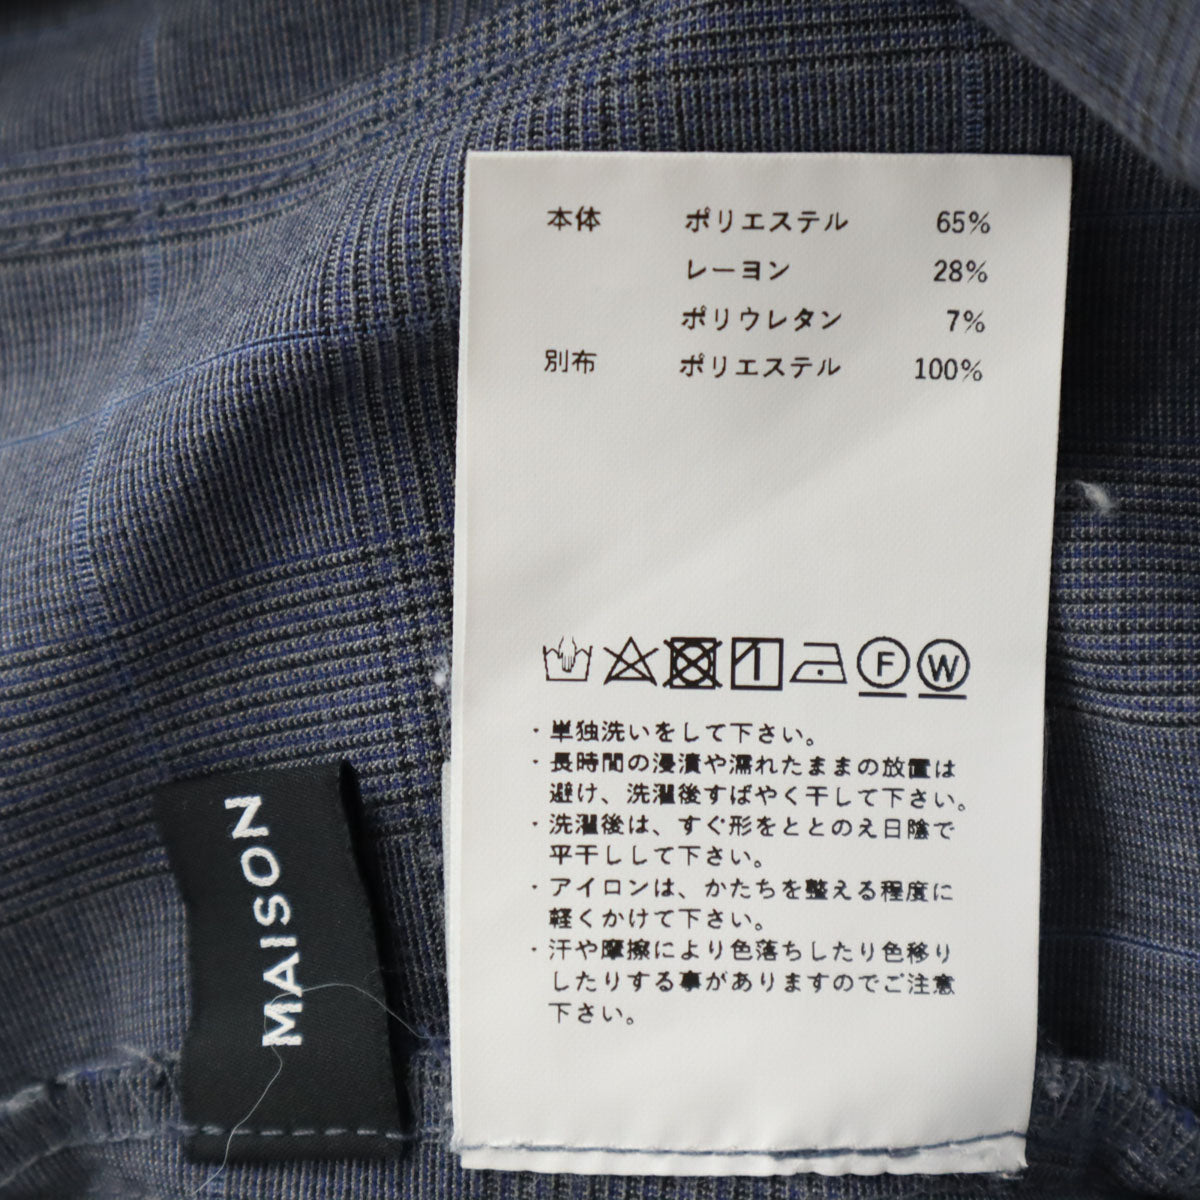 本体 ポリエステル 65%
レーヨン 28%
ポリウレタン 7%
別布 ポリエステル 100%
F W
・単独洗いをして下さい。
・長時間の浸漬や濡れたままの放置は
避け、洗濯後すばやく干して下さい。
・洗濯後は、すぐ形をととのえ日陰で
平干しして下さい。
・アイロンは、かたちを整える程度に
軽くかけて下さい。
・汗や摩擦により色落ちしたり色移り
したりする事がありますのでご注意
下さい。
MAISON